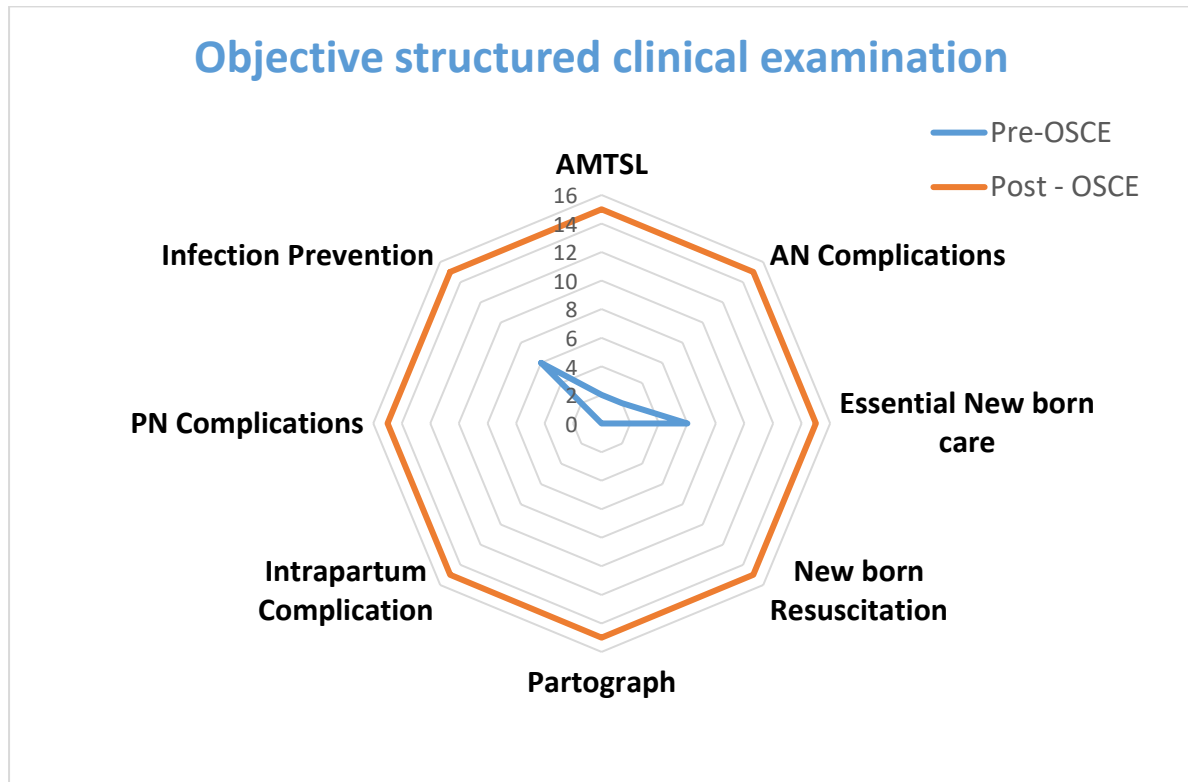 Objective structured clinical examination
Pre-OSCE
Post - OSCE
AMTSL
16
14
12
10
8
6
4
2
0
AN Complications
Essential New born
care
New born
Resuscitation
Partograph
Intrapartum
Complication
PN Complications
Infection Prevention